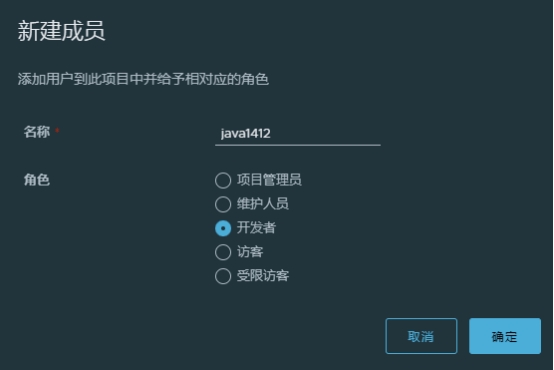 新建成员
添加用户到此项目中并给予相对应的角色
名称 * java1412
角色
项目管理员
维护人员
开发者
访客
受限访客
取消 确定